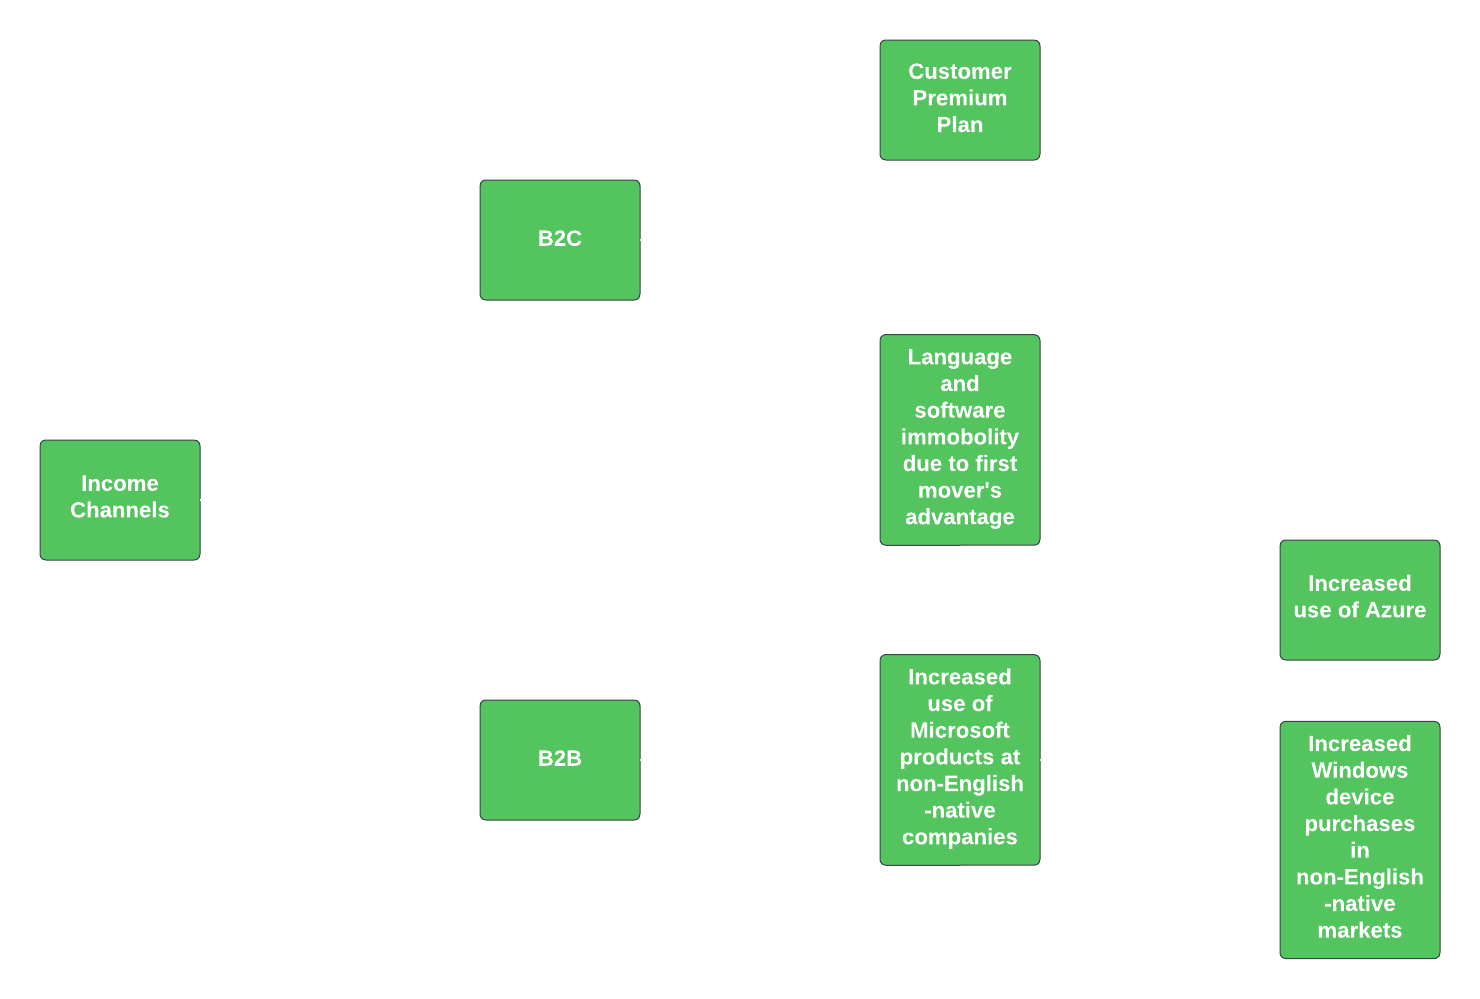 Customer
Premium
Plan
B2C
Language
and
software
immobolity
due to first
mover's
advantage
Income
Channels
Increased
use of Azure
Increased
use of
Microsoft
products at
non-English
-native
companies
B2B
Increased
Windows
device
purchases
in
non-English
-native
markets